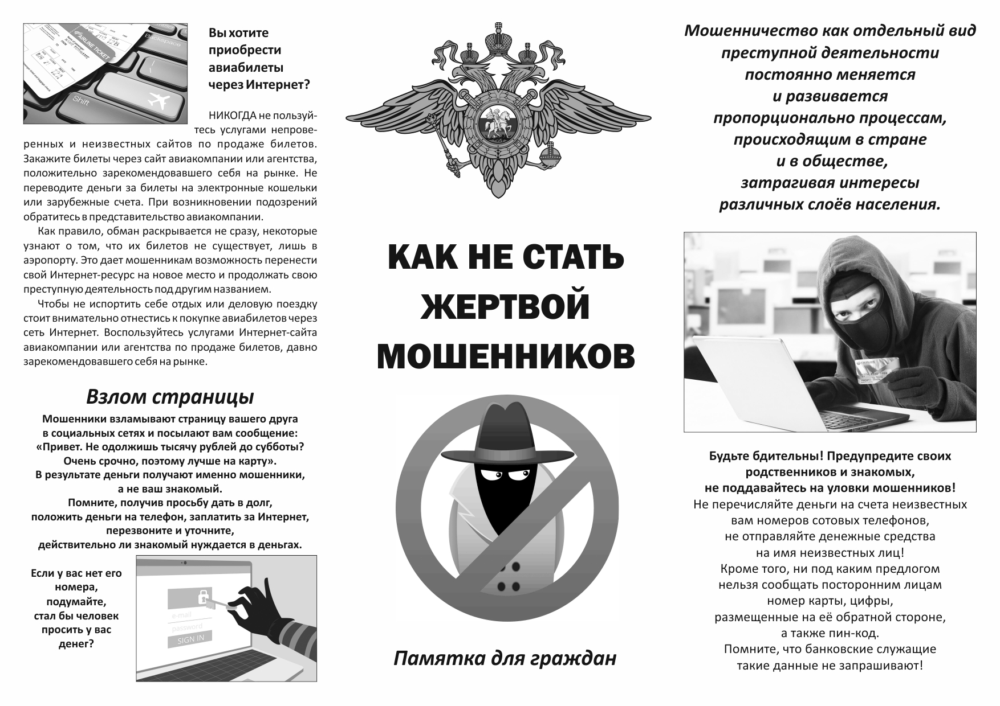 Вы хотите
приобрести
авиабилеты
через Интернет?
НИКОГДА не пользуй-
тесь услугами непрове-
ренных и неизвестных сайтов по продаже билетов.
Закажите билеты через сайт авиакомпании или агентства,
положительно зарекомендовавшего себя на рынке. Не
переводите деньги за билеты на электронные кошельки
или зарубежные счета. При возникновении подозрений
обратитесь в представительство авиакомпании.
Как правило, обман раскрывается не сразу, некоторые
узнают о том, что их билетов не существует, лишь в
аэропорту. Это дает мошенникам возможность перенести
свой Интернет-ресурс на новое место и продолжать свою
преступную деятельность под другим названием.
Чтобы не испортить себе отдых или деловую поездку
стоит внимательно отнестись к покупке авиабилетов через
сеть Интернет. Воспользуйтесь услугами Интернет-сайта
авиакомпании или агентства по продаже билетов, давно
зарекомендовавшего себя на рынке.
Backspace
AIRLINE TICKET
Shift
Взлом страницы
Мошенники взламывают страницу вашего друга
в социальных сетях и посылают вам сообщение:
«Привет. Не одолжишь тысячу рублей до субботы?
Очень срочно, поэтому лучше на карту».
В результате деньги получают именно мошенники,
а не ваш знакомый.
Помните, получив просьбу дать в долг,
положить деньги на телефон, заплатить за Интернет,
перезвоните и уточните,
действительно ли знакомый нуждается в деньгах.
Если у вас нет его
номера,
подумайте,
стал бы человек
просить у вас
денег?
e-mail
password
SIGN IN
КАК НЕ СТАТЬ
ЖЕРТВОЙ
МОШЕННИКОВ
Памятка для граждан
Мошенничество как отдельный вид
преступной деятельности
постоянно меняется
и развивается
пропорционально процессам,
происходящим в стране
и в обществе,
затрагивая интересы
различных слоёв населения.
Будьте бдительны! Предупредите своих
родственников и знакомых,
не поддавайтесь на уловки мошенников!
Не перечисляйте деньги на счета неизвестных
вам номеров сотовых телефонов,
не отправляйте денежные средства
на имя неизвестных лиц!
Кроме того, ни под каким предлогом
нельзя сообщать посторонним лицам
номер карты, цифры,
размещенные на её обратной стороне,
а также пин-код.
Помните, что банковские служащие
такие данные не запрашивают!